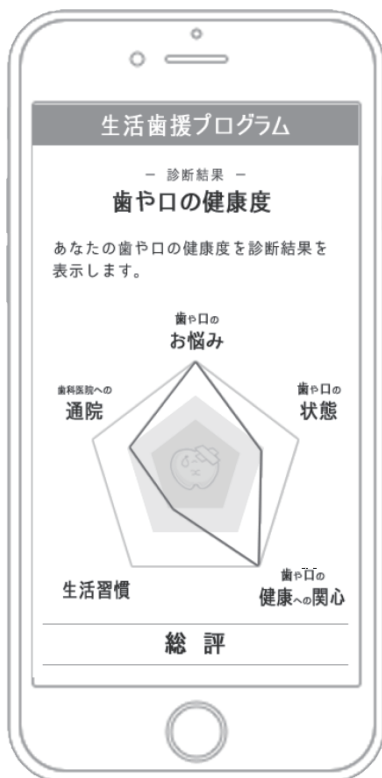 生活歯援プログラム
－ 診断結果 －
歯や口の健康度
あなたの歯や口の健康度を診断結果を
表示します。
歯や口の
お悩み
歯科医院への
通院
歯や口の
状態
生活習慣
歯や口の
健康への関心
総 評